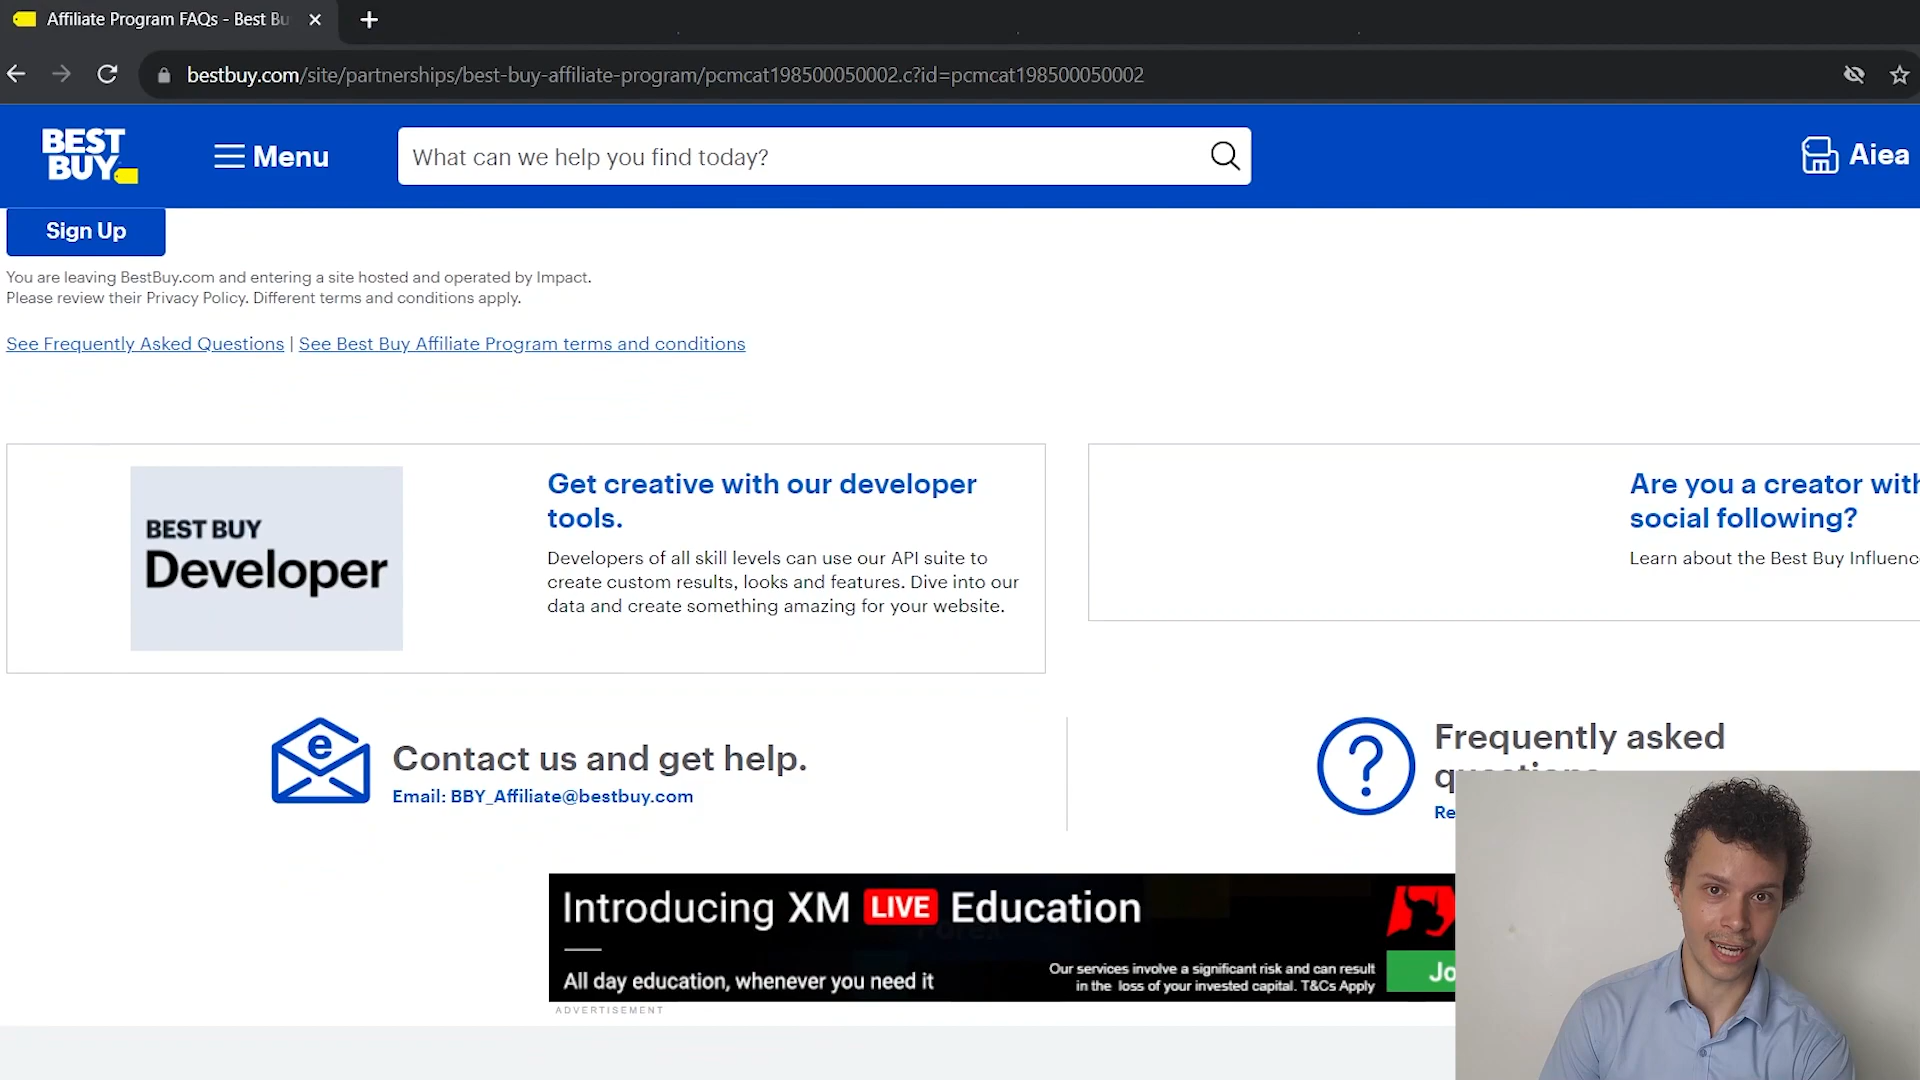 Affiliate Program FAQs - Best Bu
bestbuy.com/site/partnerships/best-buy-affiliate-program/pcmcat198500050002.c?id=pcmcat198500050002
BEST
BUY
Menu
What can we help you find today?
Aiea
Sign Up
You are leaving BestBuy.com and entering a site hosted and operated by Impact.
Please review their Privacy Policy. Different terms and conditions apply.
See Frequently Asked Questions | See Best Buy Affiliate Program terms and conditions
BEST BUY
Developer
Get creative with our developer
tools.
Developers of all skill levels can use our API suite to
create custom results, looks and features. Dive into our
data and create something amazing for your website.
Are you a creator with
social following?
Learn about the Best Buy Influenc
Contact us and get help.
Email: BBY_Affiliate@bestbuy.com
Frequently asked
questions.
Re
Introducing XM LIVE Education
All day education, whenever you need it
Our services involve a significant risk and can result
in the loss of your invested capital. T&Cs Apply
Jo
ADVERTISEMENT